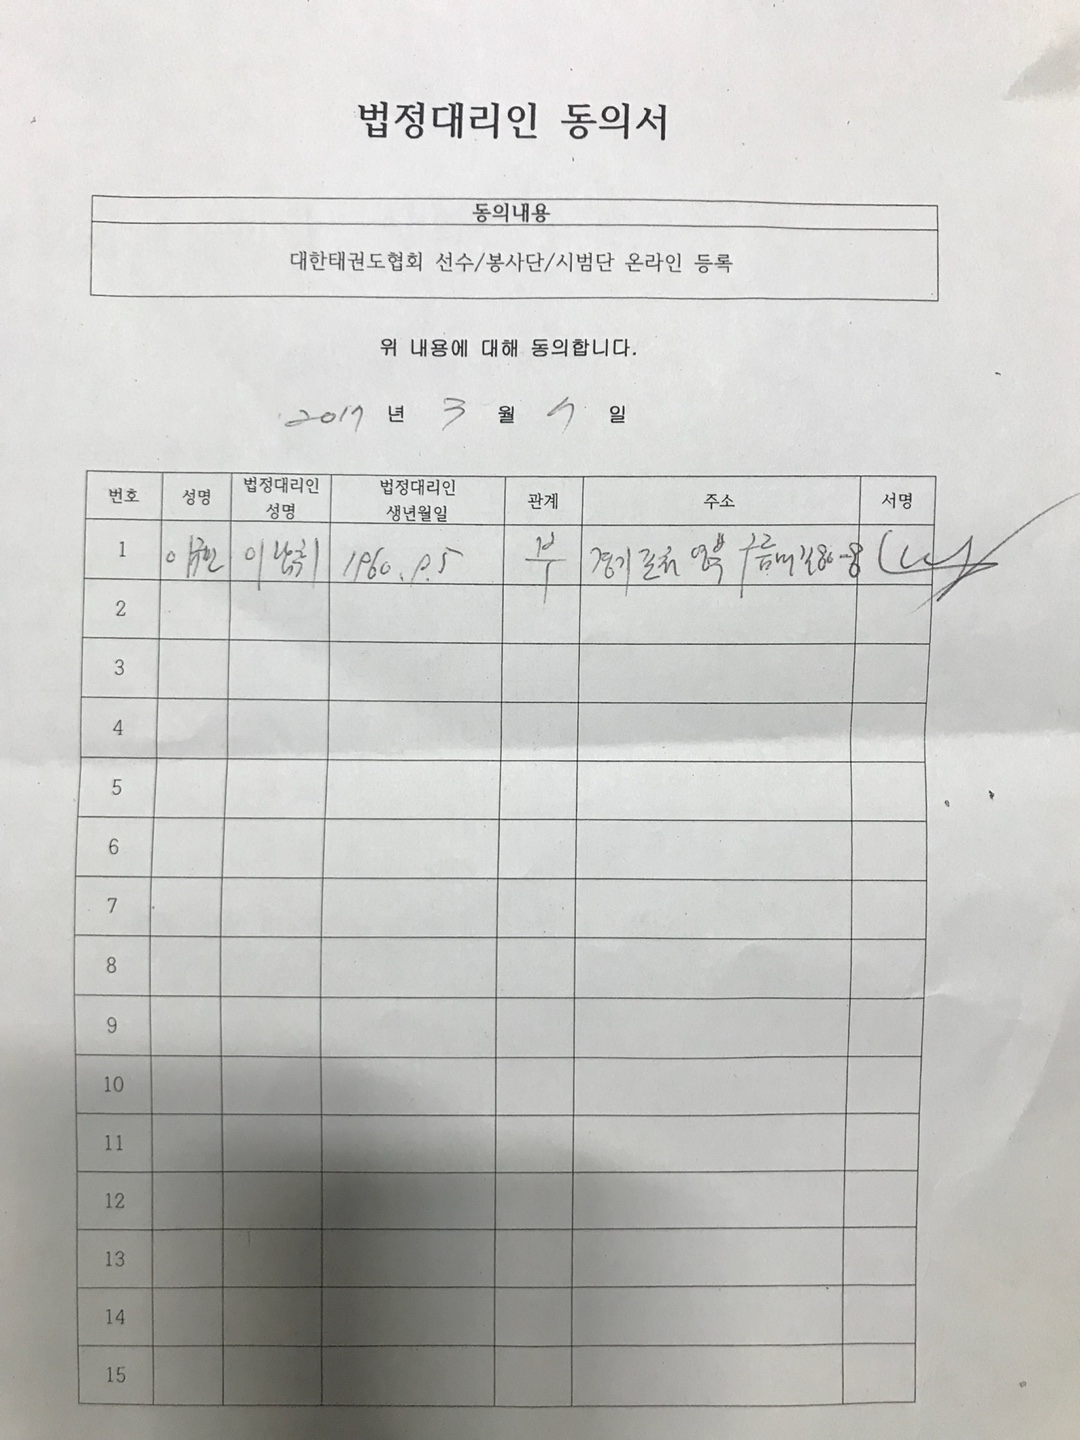 법정대리인 동의서
동의내용
대한태권도협회 선수/봉사단/시범단 온라인 등록
위 내용에 대해 동의합니다.
2017 년 3 월 일
번호 성명 법정대리인 성명 법정대리인 생년월일 관계 주소 서명
1 부 경기 포천 80-8
2
3
4
5
6
7
8
9
10
11
12
13
14
15